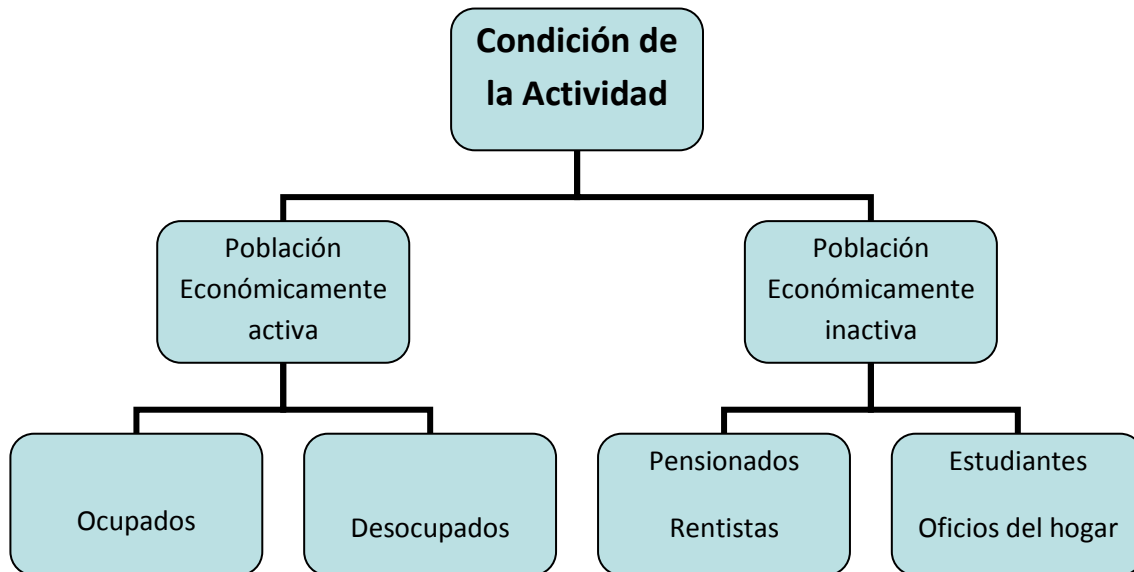 Condición de
la Actividad
Población
Económicamente
activa
Población
Económicamente
inactiva
Ocupados
Desocupados
Pensionados
Rentistas
Estudiantes
Oficios del hogar